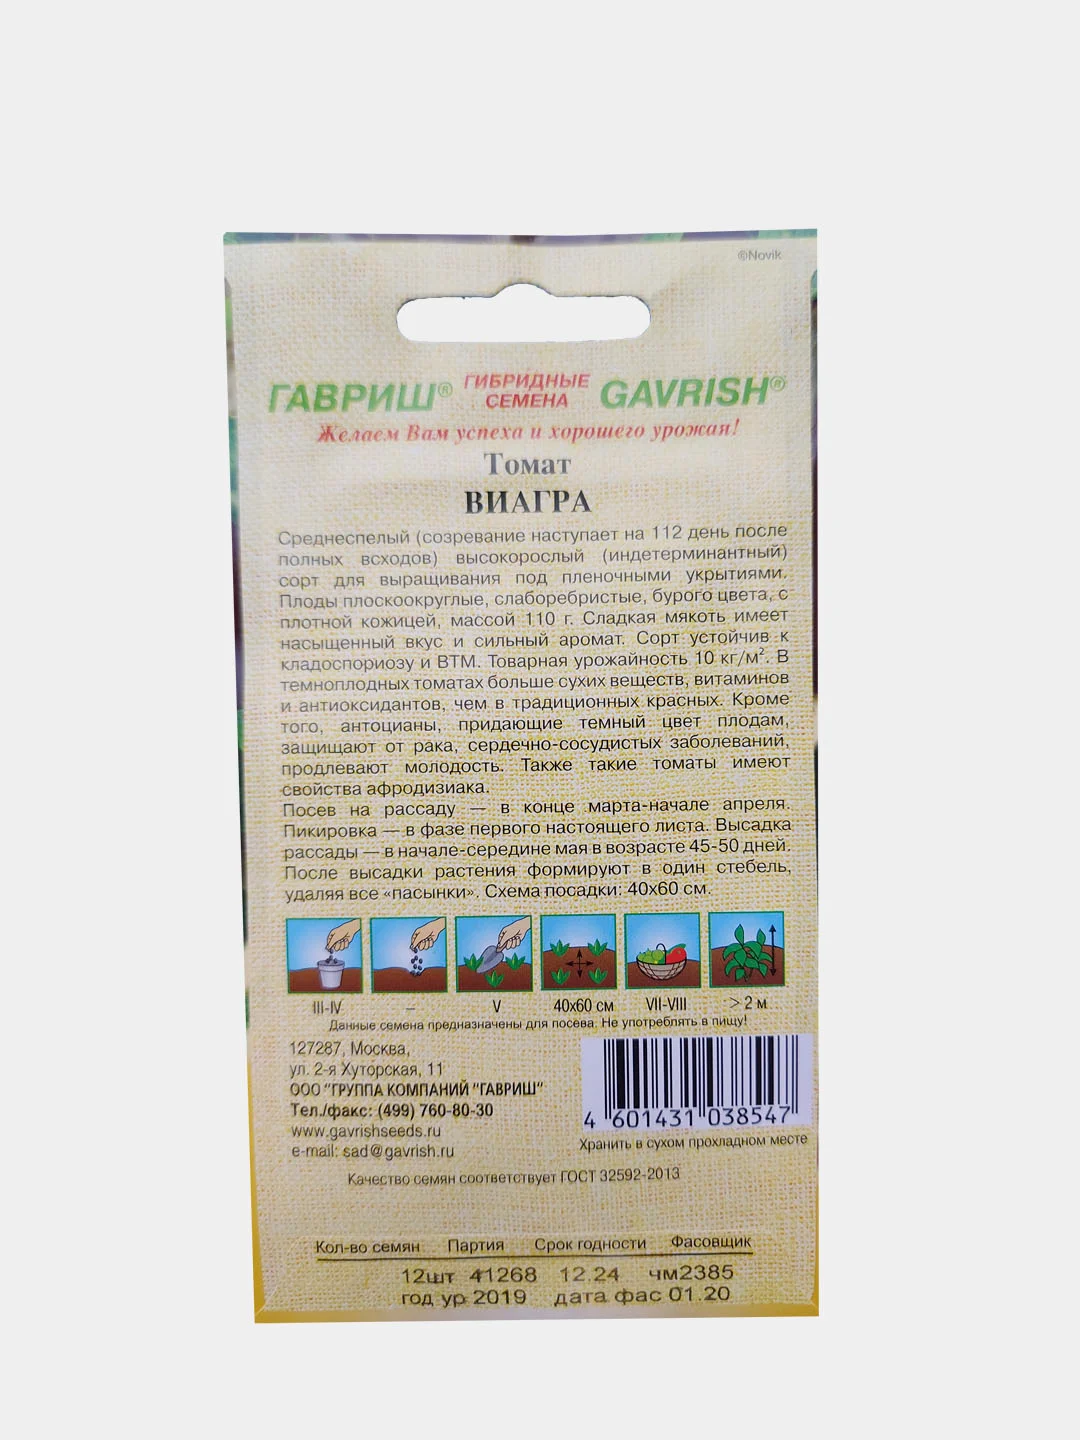 ©Novik
ГАВРИШ® ГИБРИДНЫЕ СЕМЕНА GAVRISH®
Желаем Вам успеха и хорошего урожая!
Томат
ВИАГРА
Среднеспелый (созревание наступает на 112 день после
полных всходов) высокорослый (индетерминантный)
сорт для выращивания под пленочными укрытиями.
Плоды плоскоокруглые, слаборебристые, бурого цвета, с
плотной кожицей, массой 110 г. Сладкая мякоть имеет
насыщенный вкус и сильный аромат. Сорт устойчив к
кладоспориозу и ВТМ. Товарная урожайность 10 кг/м². В
темноплодных томатах больше сухих веществ, витаминов
и антиоксидантов, чем в традиционных красных. Кроме
того, антоцианы, придающие темный цвет плодам,
защищают от рака, сердечно-сосудистых заболеваний,
продлевают молодость. Также такие томаты имеют
свойства афродизиака.
Посев на рассаду — в конце марта-начале апреля.
Пикировка — в фазе первого настоящего листа. Высадка
рассады — в начале-середине мая в возрасте 45-50 дней.
После высадки растения формируют в один стебель,
удаляя все «пасынки». Схема посадки: 40х60 см.
III-IV – V 40х60 см VII-VIII > 2 м
Данные семена предназначены для посева. Не употреблять в пищу!
127287, Москва,
ул. 2-я Хуторская, 11
ООО "ГРУППА КОМПАНИЙ "ГАВРИШ"
Тел./факс: (499) 760-80-30
www.gavrishseeds.ru
e-mail: sad@gavrish.ru
4 601431 038547
Хранить в сухом прохладном месте
Качество семян соответствует ГОСТ 32592-2013
Кол-во семян Партия Срок годности Фасовщик
12шт 41268 12.24 чм2385
год ур 2019 дата фас 01.20